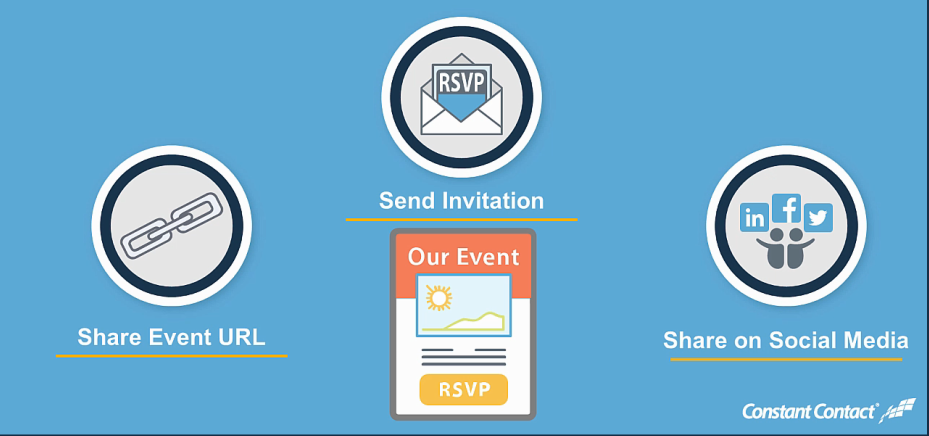 RSVP
Send Invitation
in f
Share Event URL
Our Event
RSVP
Share on Social Media
Constant Contact®